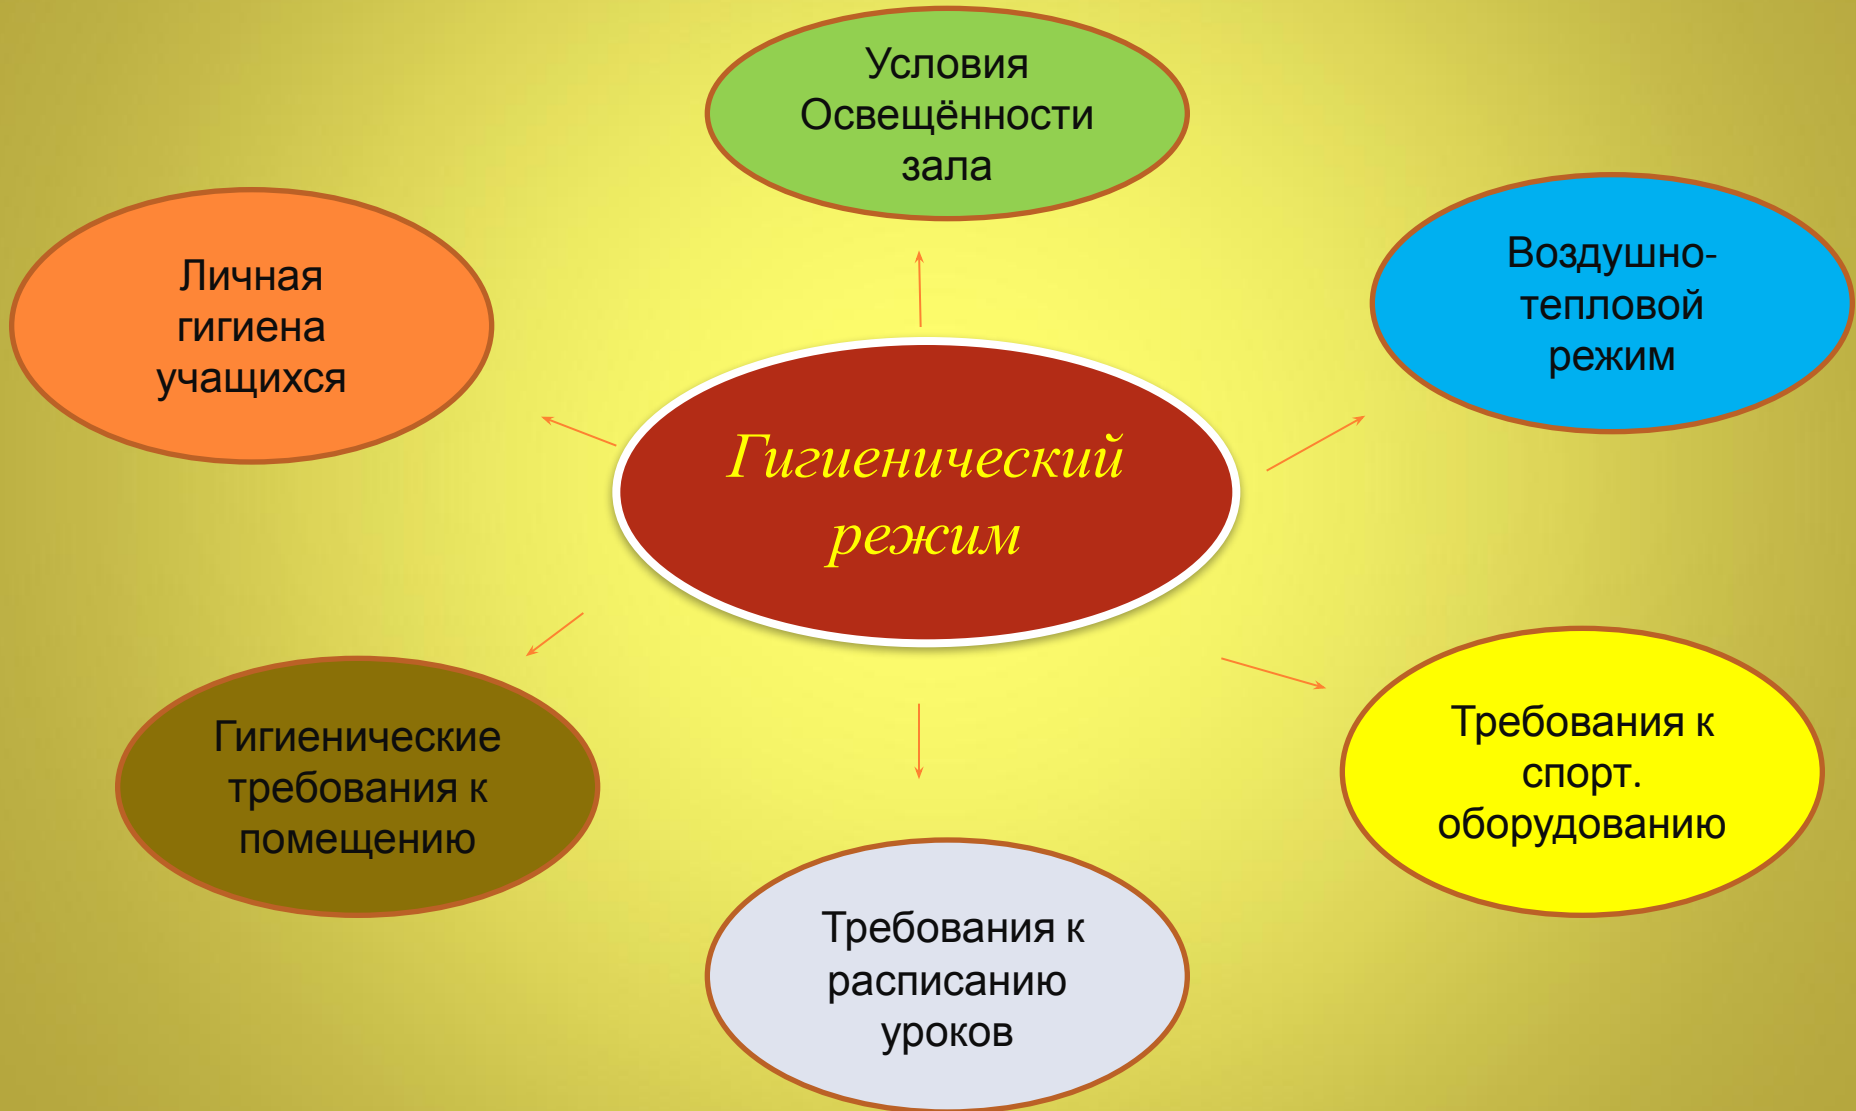 Условия
Освещённости
зала
Личная
гигиена
учащихся
Воздушно-
тепловой
режим
Гигиенический
режим
Гигиенические
требования к
помещению
Требования к
спорт.
оборудованию
Требования к
расписанию
уроков